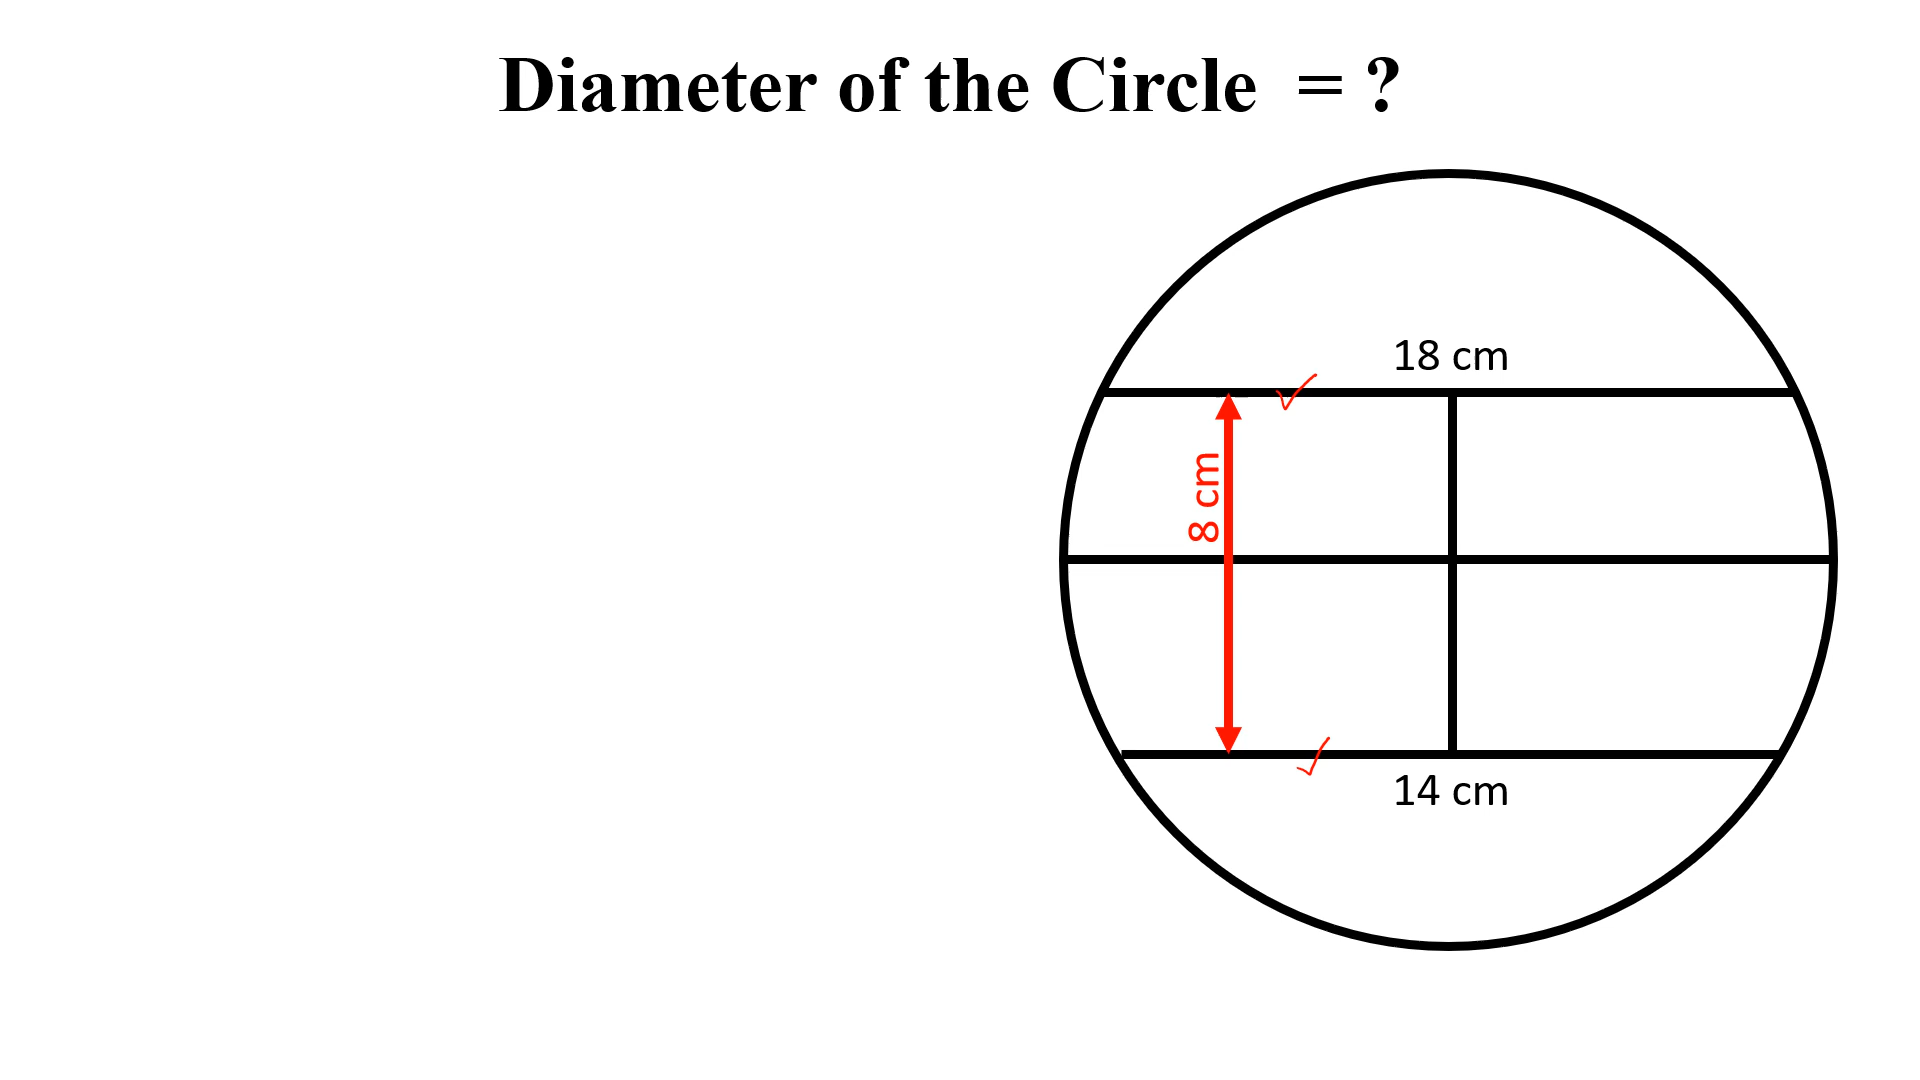 Diameter of the Circle = ?
18 cm
8 cm
14 cm